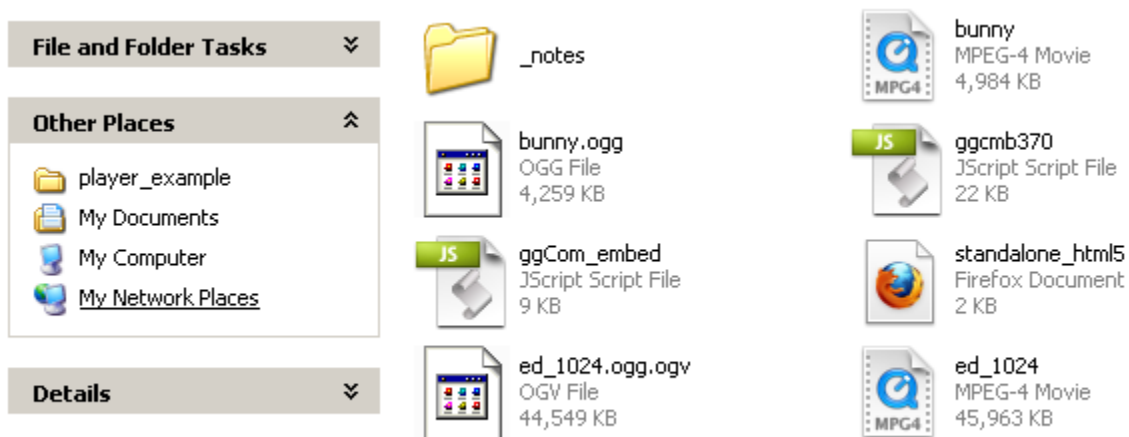 File and Folder Tasks
Other Places
player_example
My Documents
My Computer
My Network Places
Details
_notes
bunny
MPEG-4 Movie
4,984 KB
MPG4
bunny.ogg
OGG File
4,259 KB
JS
ggcmb370
JScript Script File
22 KB
JS
ggCom_embed
JScript Script File
9 KB
standalone_html5
Firefox Document
2 KB
ed_1024.ogg.ogv
OGV File
44,549 KB
ed_1024
MPEG-4 Movie
45,963 KB
MPG4